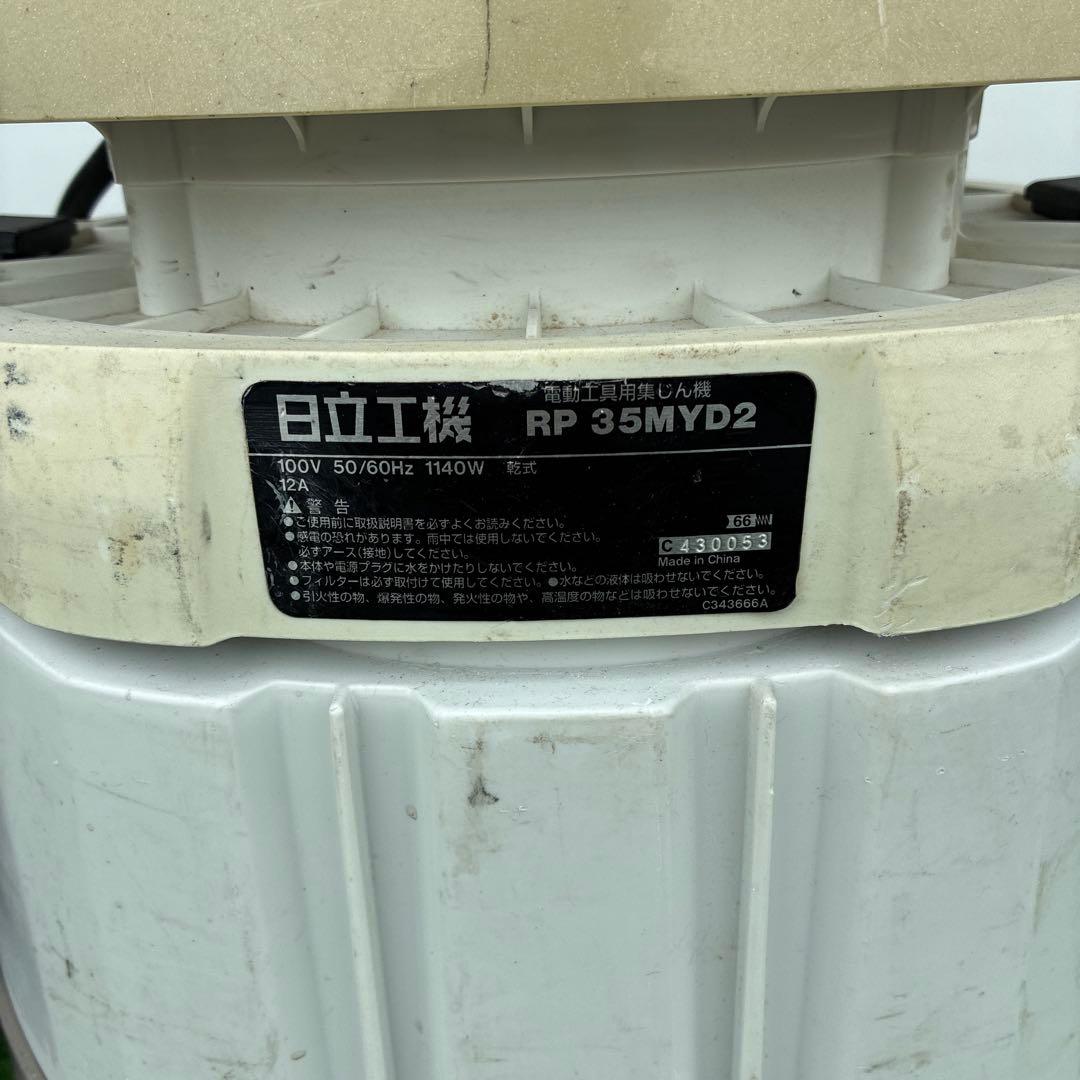 電動工具用集じん機
日立工機 RP 35MYD2
100V 50/60Hz 1140W 乾式
12A
警告
●ご使用前に取扱説明書を必ずよくお読みください。
●感電の恐れがあります。雨中では使用しないでください。
必ずアース(接地)してください。
●本体や電源プラグに水をかけたりしないでください。
●フィルターは必ず取付けて使用してください。●水などの液体は吸わせないでください。
●引火性の物、爆発性の物、発火性の物や、高温度の物などは吸わせないでください。
66
C 430053
Made in China
C343666A